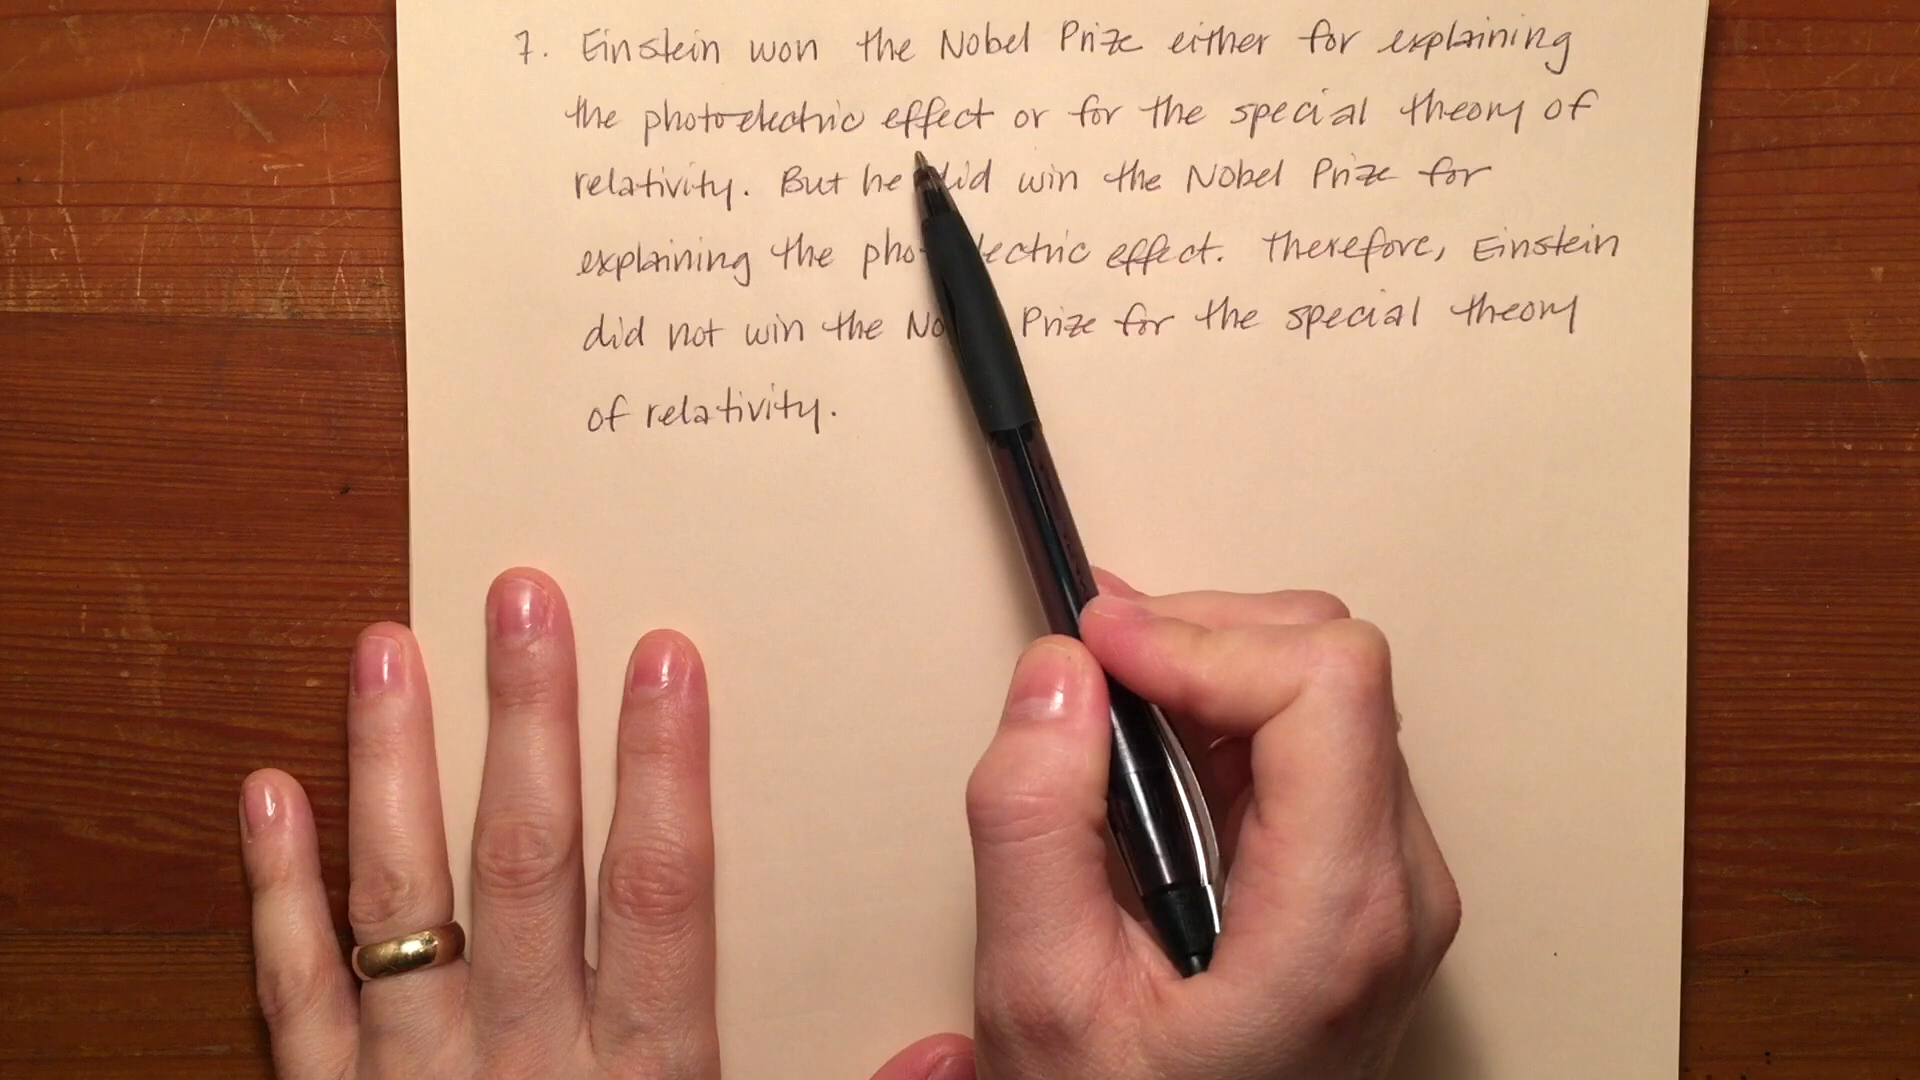 7. Einstein won the Nobel Prize either for explaining
the photoelectric effect or for the special theory of
relativity. But he did win the Nobel Prize for
explaining the photoelectric effect. Therefore, Einstein
did not win the Nobel Prize for the special theory
of relativity.